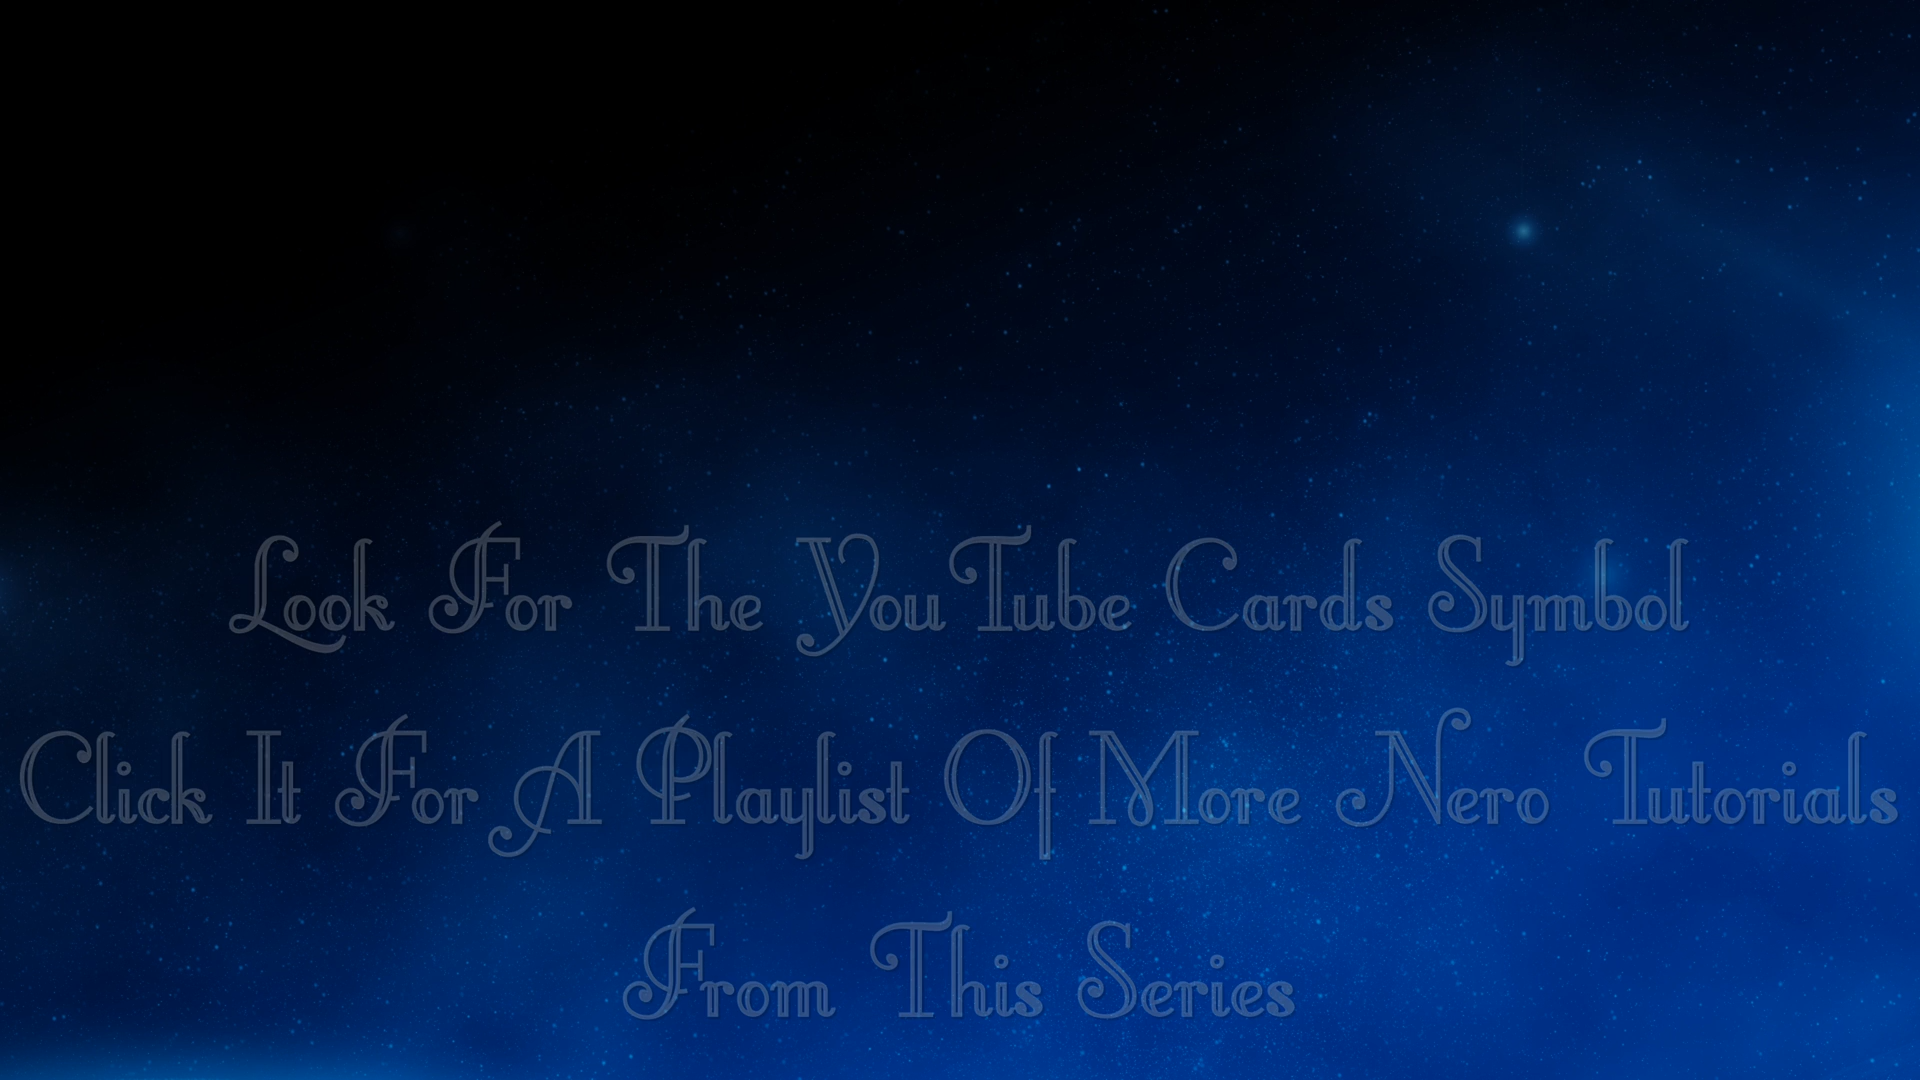 Look For The YouTube Cards Symbol
Click It For A Playlist Of More Nero Tutorials
From This Series